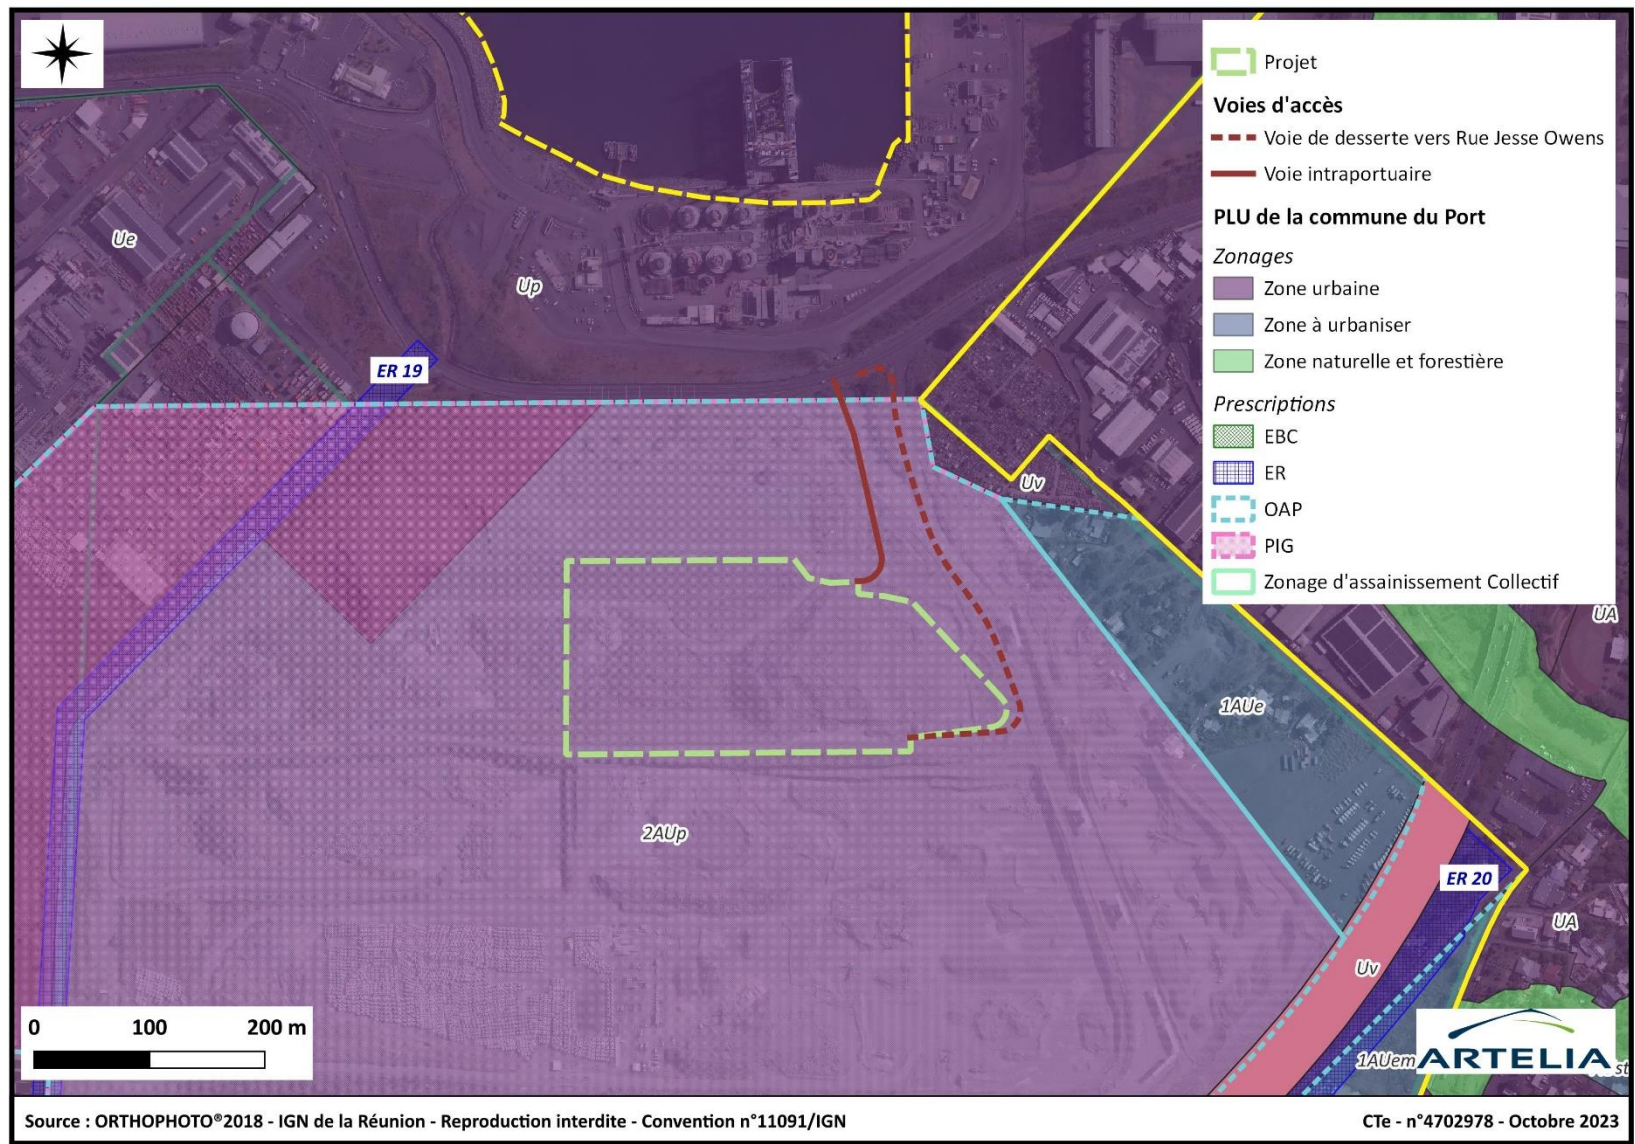 Projet
Voies d'accès
Voie de desserte vers Rue Jesse Owens
Voie intraportuaire
PLU de la commune du Port
Zonages
Zone urbaine
Zone à urbaniser
Zone naturelle et forestière
Prescriptions
EBC
ER
OAP
PIG
Zonage d'assainissement Collectif
Ue
Up
ER 19
Uv
UA
1AUe
2AUp
ER 20
UA
Uv
1AUem
st
ARTELIA
0 100 200 m
Source : ORTHOPHOTO®2018 - IGN de la Réunion - Reproduction interdite - Convention n°11091/IGN
CTe - n°4702978 - Octobre 2023